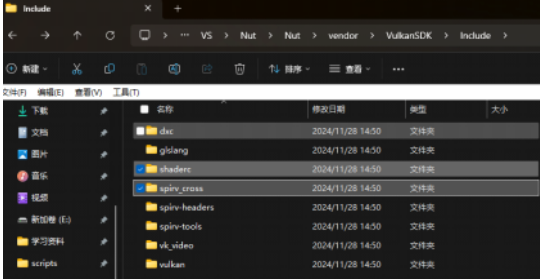 Include
VS > Nut > Nut > vendor > VulkanSDK > Include >
新建
排序
查看
文件(F) 编辑(E) 查看(V) 工具(T)
名称 修改日期 类型 大小
下载
文档
图片
音乐
视频
新加卷 (E:)
学习资料
scripts
dxc 2024/11/28 14:50 文件夹
glslang 2024/11/28 14:50 文件夹
shaderc 2024/11/28 14:50 文件夹
spirv_cross 2024/11/28 14:50 文件夹
spirv-headers 2024/11/28 14:50 文件夹
spirv-tools 2024/11/28 14:50 文件夹
vk_video 2024/11/28 14:50 文件夹
vulkan 2024/11/28 14:50 文件夹